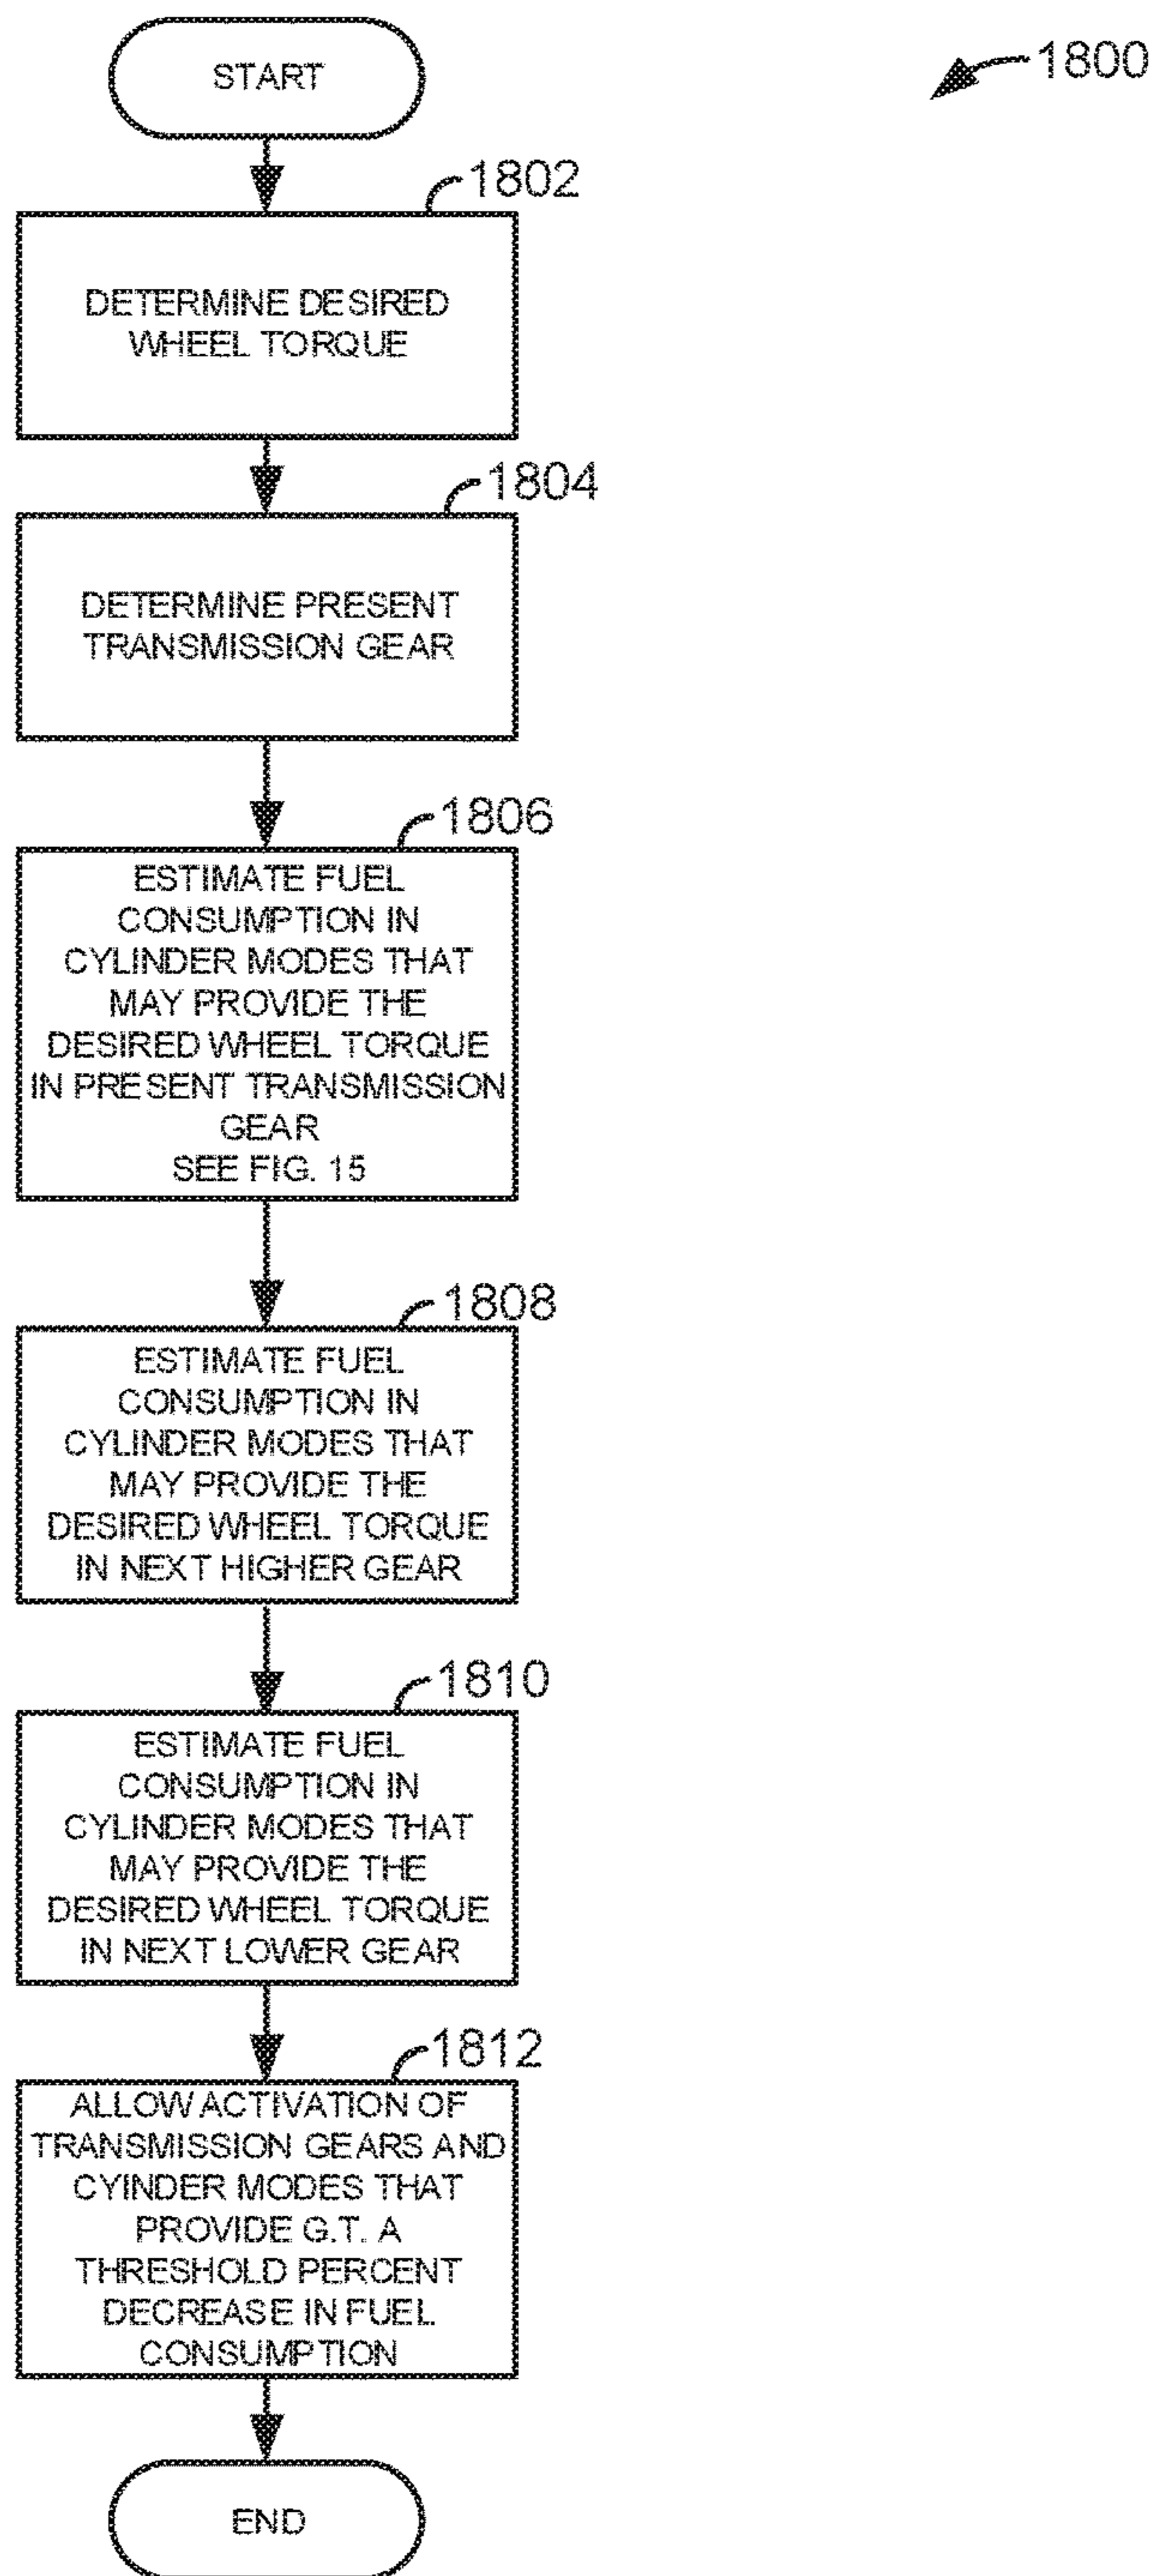 START
1800
1802
DETERMINE DESIRED
WHEEL TORQUE
1804
DETERMINE PRESENT
TRANSMISSION GEAR
1806
ESTIMATE FUEL
CONSUMPTION IN
CYLINDER MODES THAT
MAY PROVIDE THE
DESIRED WHEEL TORQUE
IN PRESENT TRANSMISSION
GEAR
SEE FIG. 15
1808
ESTIMATE FUEL
CONSUMPTION IN
CYLINDER MODES THAT
MAY PROVIDE THE
DESIRED WHEEL TORQUE
IN NEXT HIGHER GEAR
1810
ESTIMATE FUEL
CONSUMPTION IN
CYLINDER MODES THAT
MAY PROVIDE THE
DESIRED WHEEL TORQUE
IN NEXT LOWER GEAR
1812
ALLOW ACTIVATION OF
TRANSMISSION GEARS AND
CYINDER MODES THAT
PROVIDE G.T. A
THRESHOLD PERCENT
DECREASE IN FUEL
CONSUMPTION
END